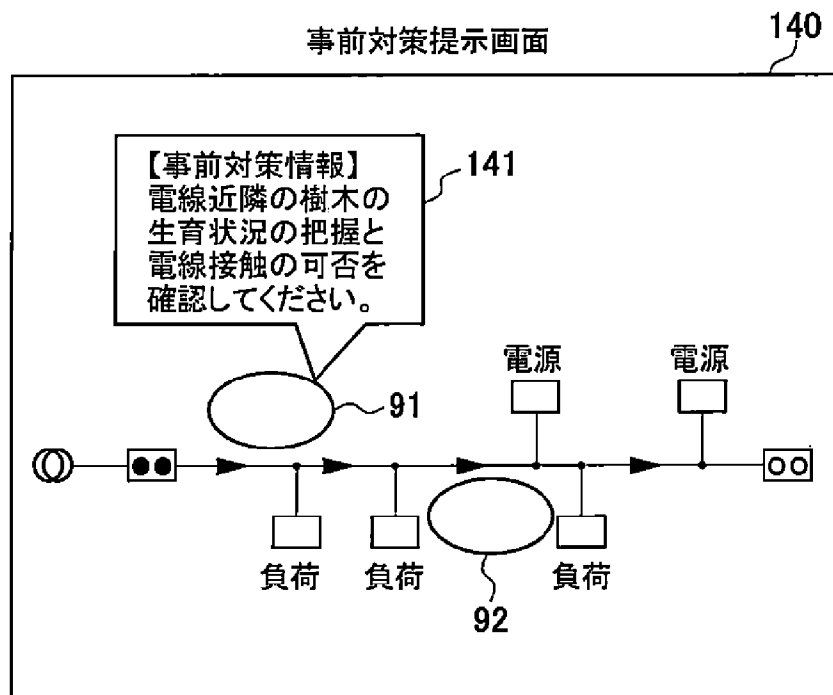 事前対策提示画面
140
【事前対策情報】
電線近隣の樹木の
生育状況の把握と
電線接触の可否を
確認してください。
141
電源
電源
91
負荷
負荷
負荷
92